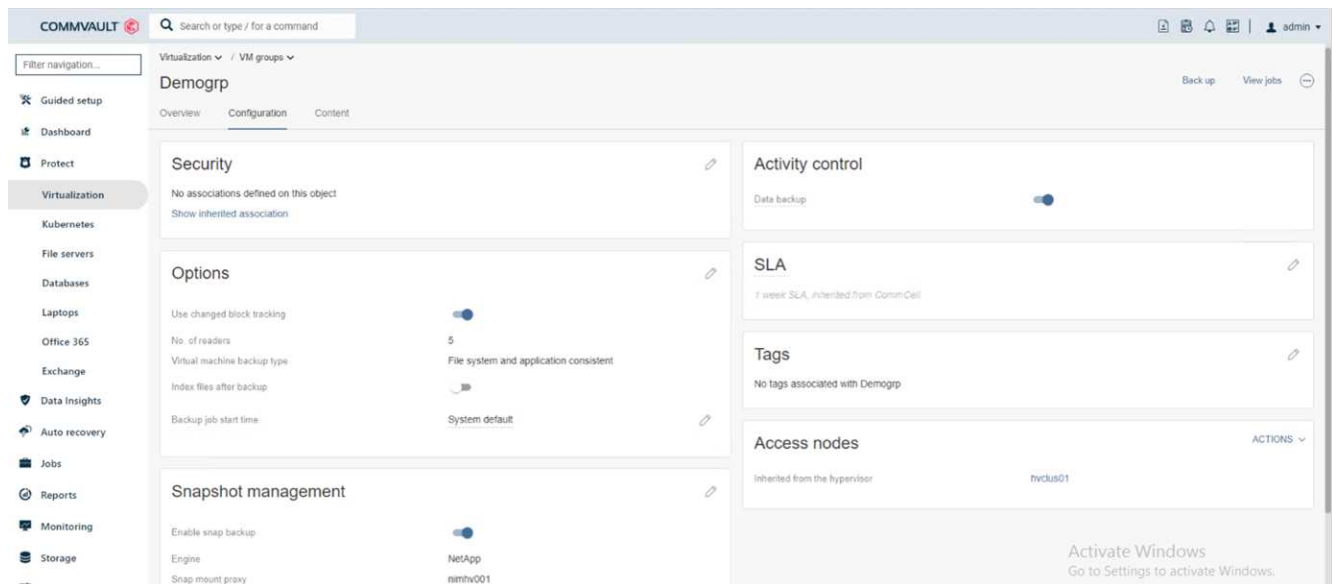 COMMVAULT
Search or type / for a command
admin
Filter navigation...
Guided setup
Dashboard
Protect
Virtualization
Kubernetes
File servers
Databases
Laptops
Office 365
Exchange
Data Insights
Auto recovery
Jobs
Reports
Monitoring
Storage
Virtualization / VM groups
Demogrp
Back up View jobs
Overview Configuration Content
Security
No associations defined on this object
Show inherited association
Options
Use changed block tracking
No. of readers 5
Virtual machine backup type File system and application consistent
Index files after backup
Backup job start time System default
Snapshot management
Enable snap backup
Engine NetApp
Snap mount proxy nimhv001
Activity control
Data backup
SLA
1 week SLA, inherited from CommCell
Tags
No tags associated with Demogrp
Access nodes ACTIONS
Inherited from the hypervisor hvclus01
Activate Windows
Go to Settings to activate Windows.